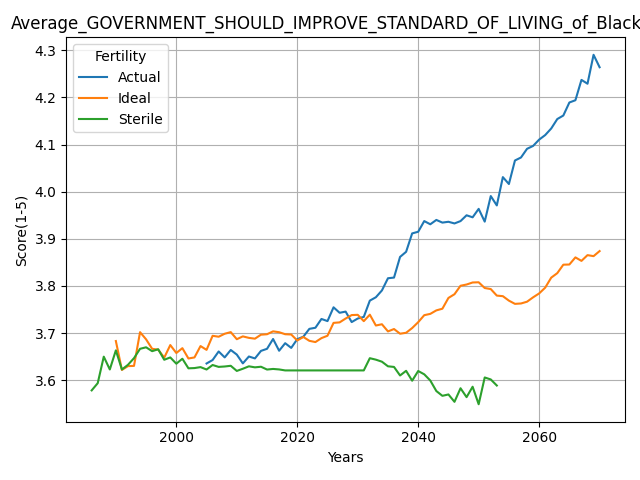 Average_GOVERNMENT_SHOULD_IMPROVE_STANDARD_OF_LIVING_of_Black
Fertility
Actual
Ideal
Sterile
4.3
4.2
4.1
4.0
3.9
3.8
3.7
3.6
Score(1-5)
2000 2020 2040 2060
Years